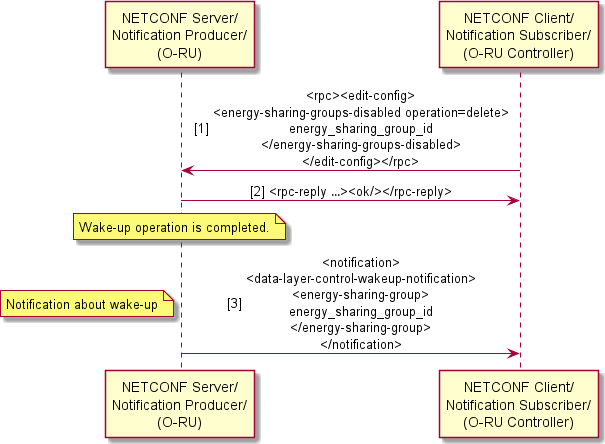 NETCONF Server/
Notification Producer/
(O-RU)
NETCONF Client/
Notification Subscriber/
(O-RU Controller)
<rpc><edit-config>
<energy-sharing-groups-disabled operation=delete>
[1] energy_sharing_group_id
</energy-sharing-groups-disabled>
</edit-config></rpc>
[2] <rpc-reply ...><ok/></rpc-reply>
Wake-up operation is completed.
<notification>
<data-layer-control-wakeup-notification>
<energy-sharing-group>
Notification about wake-up
[3] energy_sharing_group_id
</energy-sharing-group>
</notification>
NETCONF Server/
Notification Producer/
(O-RU)
NETCONF Client/
Notification Subscriber/
(O-RU Controller)